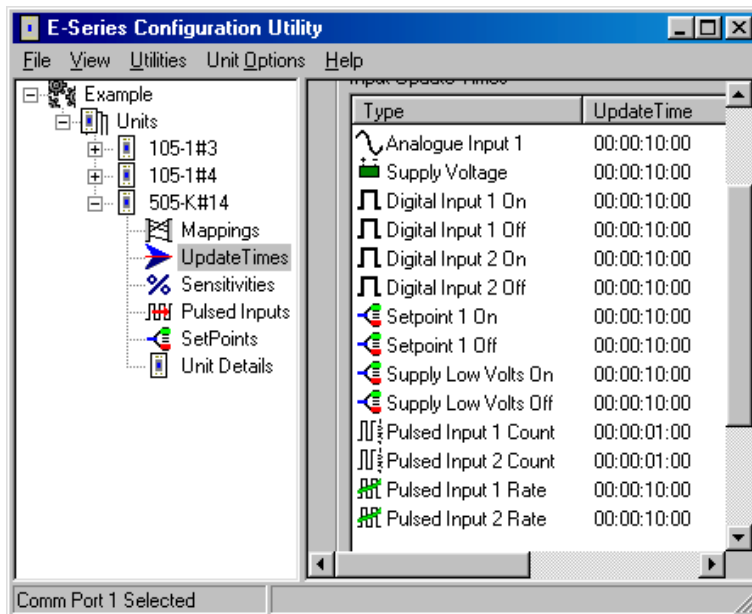 E-Series Configuration Utility
File View Utilities Unit Options Help
Example
Units
105-1#3
105-1#4
505-K#14
Mappings
UpdateTimes
Sensitivities
Pulsed Inputs
SetPoints
Unit Details
Input Update Times
Type UpdateTime
Analogue Input 1 00:00:10:00
Supply Voltage 00:00:10:00
Digital Input 1 On 00:00:10:00
Digital Input 1 Off 00:00:10:00
Digital Input 2 On 00:00:10:00
Digital Input 2 Off 00:00:10:00
Setpoint 1 On 00:00:10:00
Setpoint 1 Off 00:00:10:00
Supply Low Volts On 00:00:10:00
Supply Low Volts Off 00:00:10:00
Pulsed Input 1 Count 00:00:01:00
Pulsed Input 2 Count 00:00:01:00
Pulsed Input 1 Rate 00:00:10:00
Pulsed Input 2 Rate 00:00:10:00
Comm Port 1 Selected